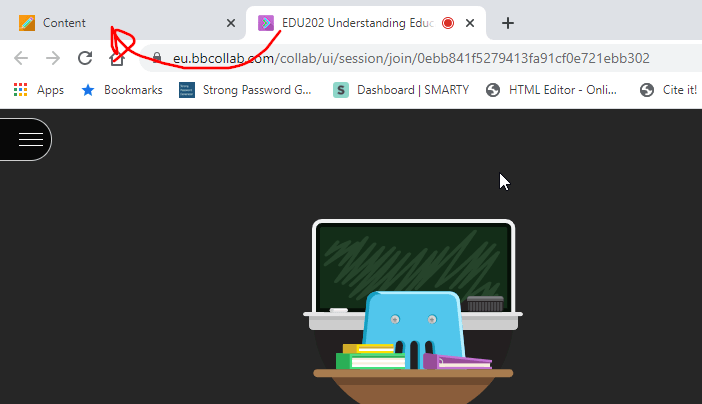 Content
EDU202 Understanding Educ
eu.bbcollab.com/collab/ui/session/join/0ebb841f5279413fa91cf0e721ebb302
Apps Bookmarks Strong Password G... S Dashboard | SMARTY HTML Editor - Onli... Cite it!